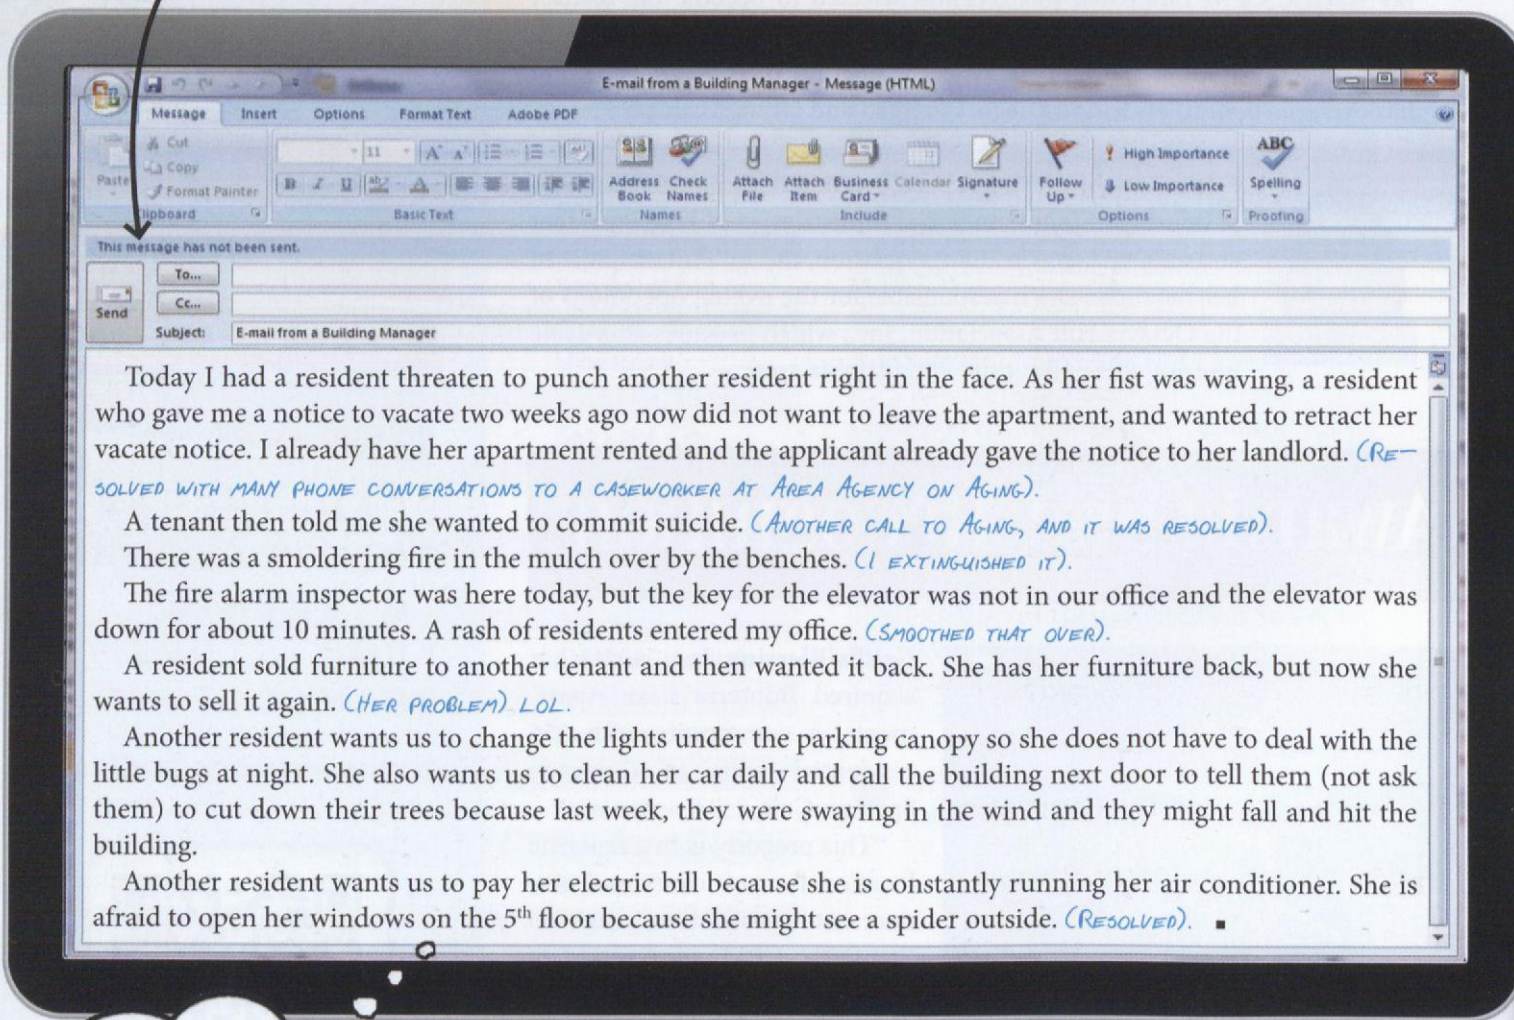 E-mail from a Building Manager - Message (HTML)
Message Insert Options Format Text Adobe PDF
Cut
Copy
Paste
Format Painter
Clipboard
11
Basic Text
Address Book
Check Names
Names
Attach File
Attach Item
Business Card
Calendar
Signature
Include
Follow Up
High Importance
Low Importance
Options
ABC
Spelling
Proofing
This message has not been sent.
To...
Cc...
Send
Subject: E-mail from a Building Manager
Today I had a resident threaten to punch another resident right in the face. As her fist was waving, a resident
who gave me a notice to vacate two weeks ago now did not want to leave the apartment, and wanted to retract her
vacate notice. I already have her apartment rented and the applicant already gave the notice to her landlord. (RE-
SOLVED WITH MANY PHONE CONVERSATIONS TO A CASEWORKER AT AREA AGENCY ON AGING).
A tenant then told me she wanted to commit suicide. (ANOTHER CALL TO AGING, AND IT WAS RESOLVED).
There was a smoldering fire in the mulch over by the benches. (I EXTINGUISHED IT).
The fire alarm inspector was here today, but the key for the elevator was not in our office and the elevator was
down for about 10 minutes. A rash of residents entered my office. (SMOOTHED THAT OVER).
A resident sold furniture to another tenant and then wanted it back. She has her furniture back, but now she
wants to sell it again. (HER PROBLEM) LOL.
Another resident wants us to change the lights under the parking canopy so she does not have to deal with the
little bugs at night. She also wants us to clean her car daily and call the building next door to tell them (not ask
them) to cut down their trees because last week, they were swaying in the wind and they might fall and hit the
building.
Another resident wants us to pay her electric bill because she is constantly running her air conditioner. She is
afraid to open her windows on the 5th floor because she might see a spider outside. (RESOLVED).